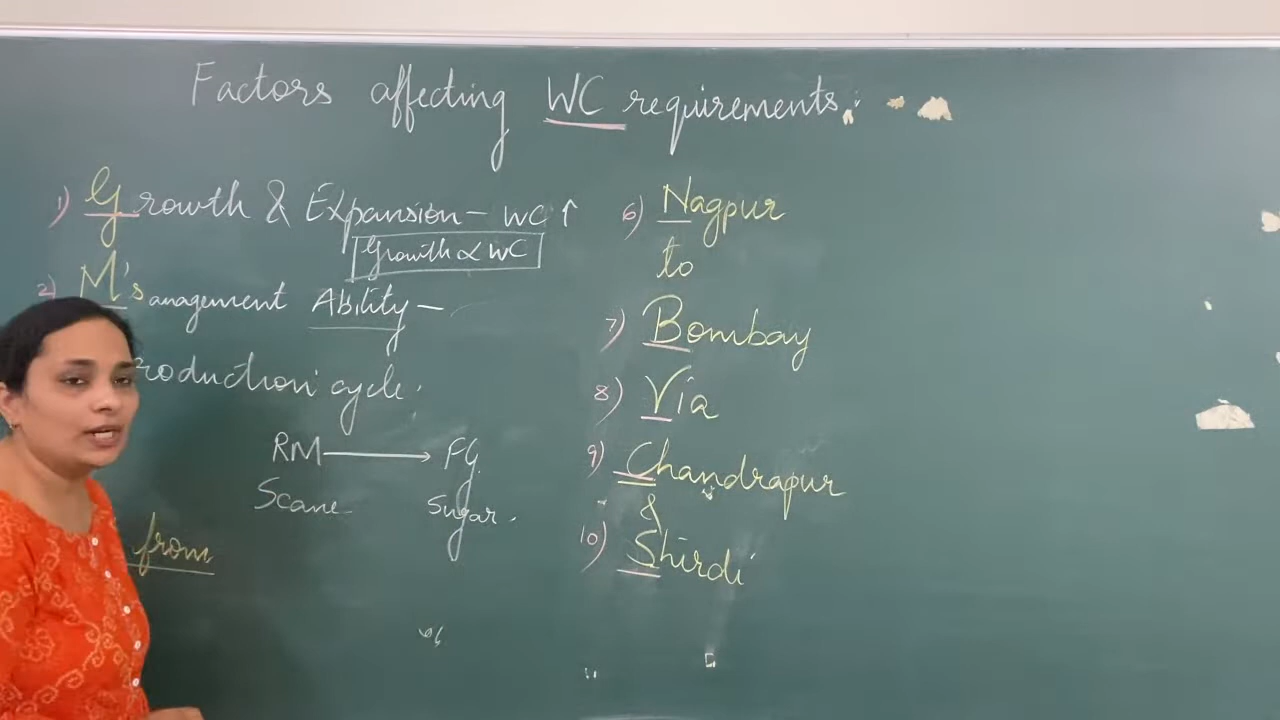 Factors affecting WC requirements.
1) Growth & Expansion - WC ↑
Growth ∝ WC
2) M'sanagement Ability -
roduction cycle.
RM → FG
Scane Sugar.
from
6) Nagpur
to
7) Bombay
8) Via
9) Chandrapur
&
10) Shirdi